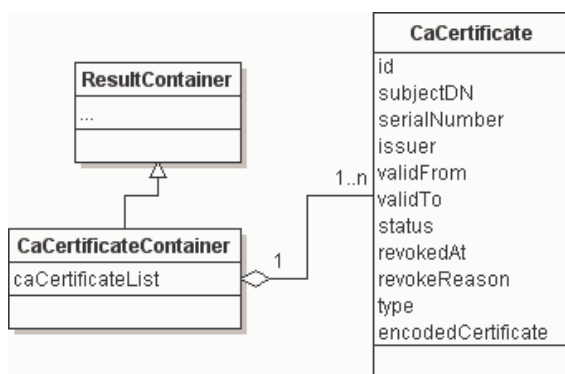 ResultContainer
...
CaCertificateContainer
caCertificateList
1
1..n
CaCertificate
id
subjectDN
serialNumber
issuer
validFrom
validTo
status
revokedAt
revokeReason
type
encodedCertificate